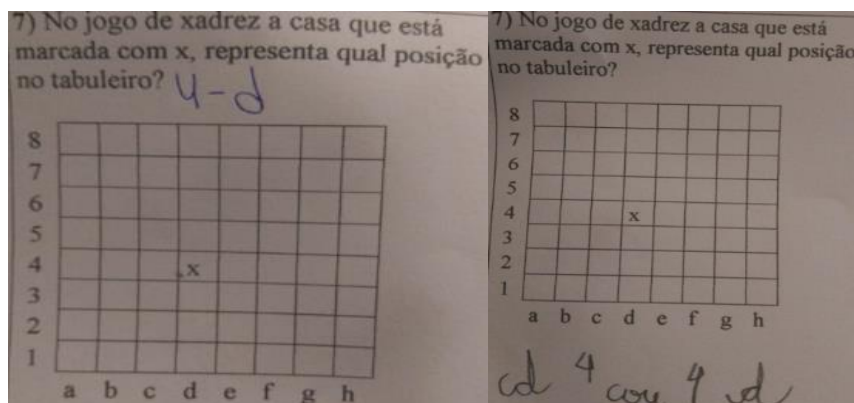 7) No jogo de xadrez a casa que está
marcada com x, representa qual posição
no tabuleiro? 4-d
8
7
6
5
4 x
3
2
1
a b c d e f g h
7) No jogo de xadrez a casa que está
marcada com x, representa qual posição
no tabuleiro?
8
7
6
5
4 x
3
2
1
a b c d e f g h
d 4 ou 4 d